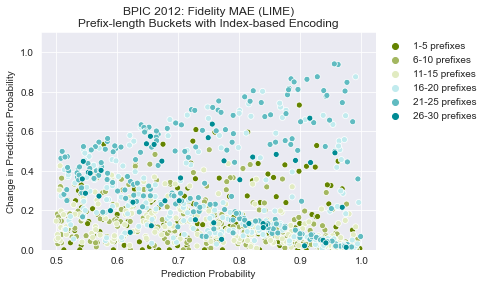 BPIC 2012: Fidelity MAE (LIME)
Prefix-length Buckets with Index-based Encoding
1-5 prefixes
6-10 prefixes
11-15 prefixes
16-20 prefixes
21-25 prefixes
26-30 prefixes
Change in Prediction Probability
1.0
0.8
0.6
0.4
0.2
0.0
0.5
0.6
0.7
0.8
0.9
1.0
Prediction Probability